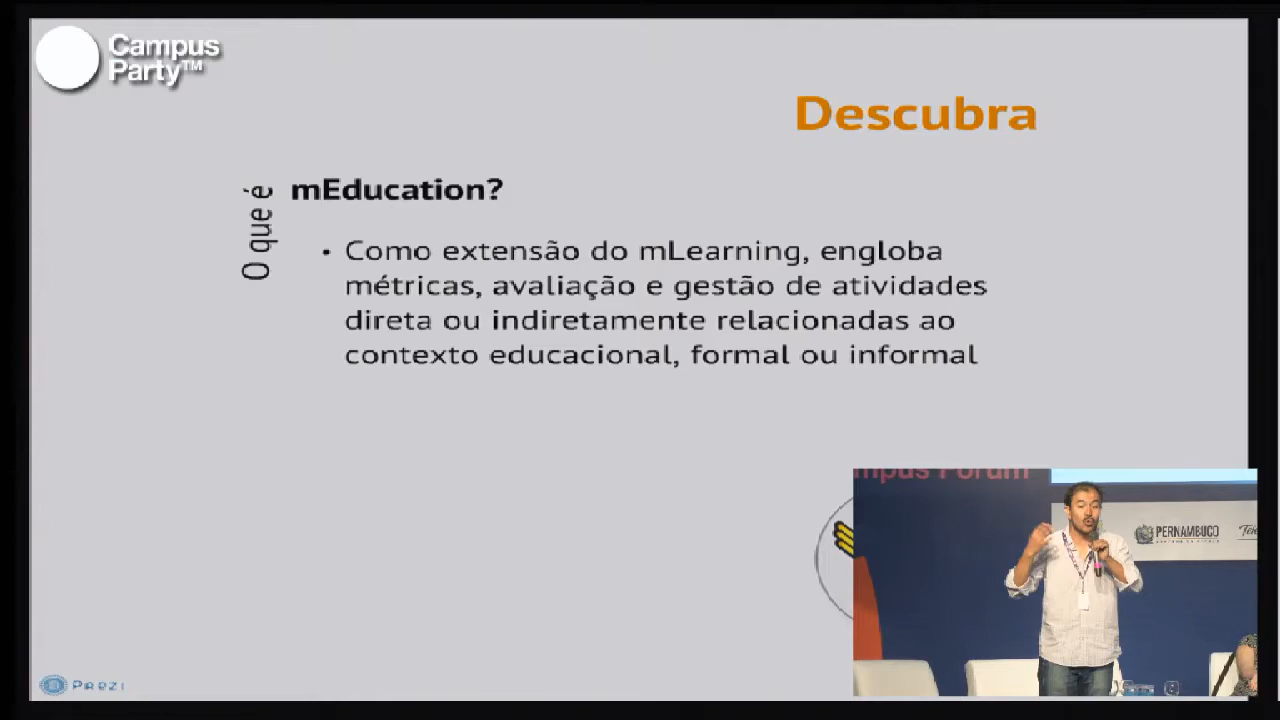 Campus
Party™
Descubra
O que é
mEducation?
• Como extensão do mLearning, engloba
métricas, avaliação e gestão de atividades
direta ou indiretamente relacionadas ao
contexto educacional, formal ou informal
Forum
PERNAMBUCO
Prezi